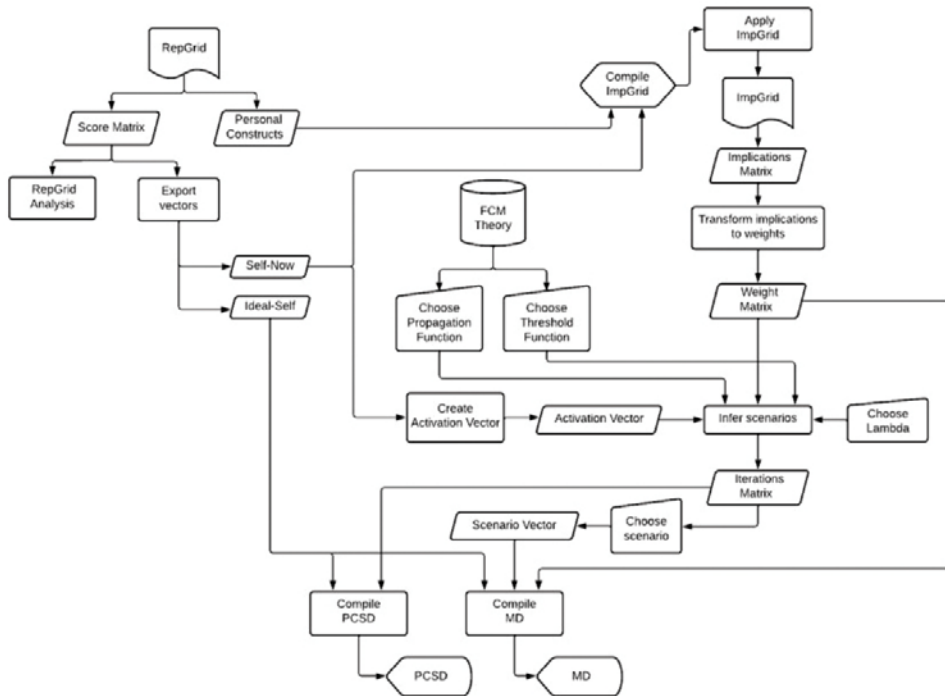 Apply
ImpGrid
RepGrid
Compile
ImpGrid
ImpGrid
Score Matrix
Personal
Constructs
Implications
Matrix
RepGrid
Analysis
Export
vectors
FCM
Theory
Transform implications
to weights
Self-Now
Ideal-Self
Choose
Propagation
Function
Choose
Threshold
Function
Weight
Matrix
Create
Activation Vector
Activation Vector
Infer scenarios
Choose
Lambda
Iterations
Matrix
Scenario Vector
Choose
scenario
Compile
PCSD
Compile
MD
PCSD
MD